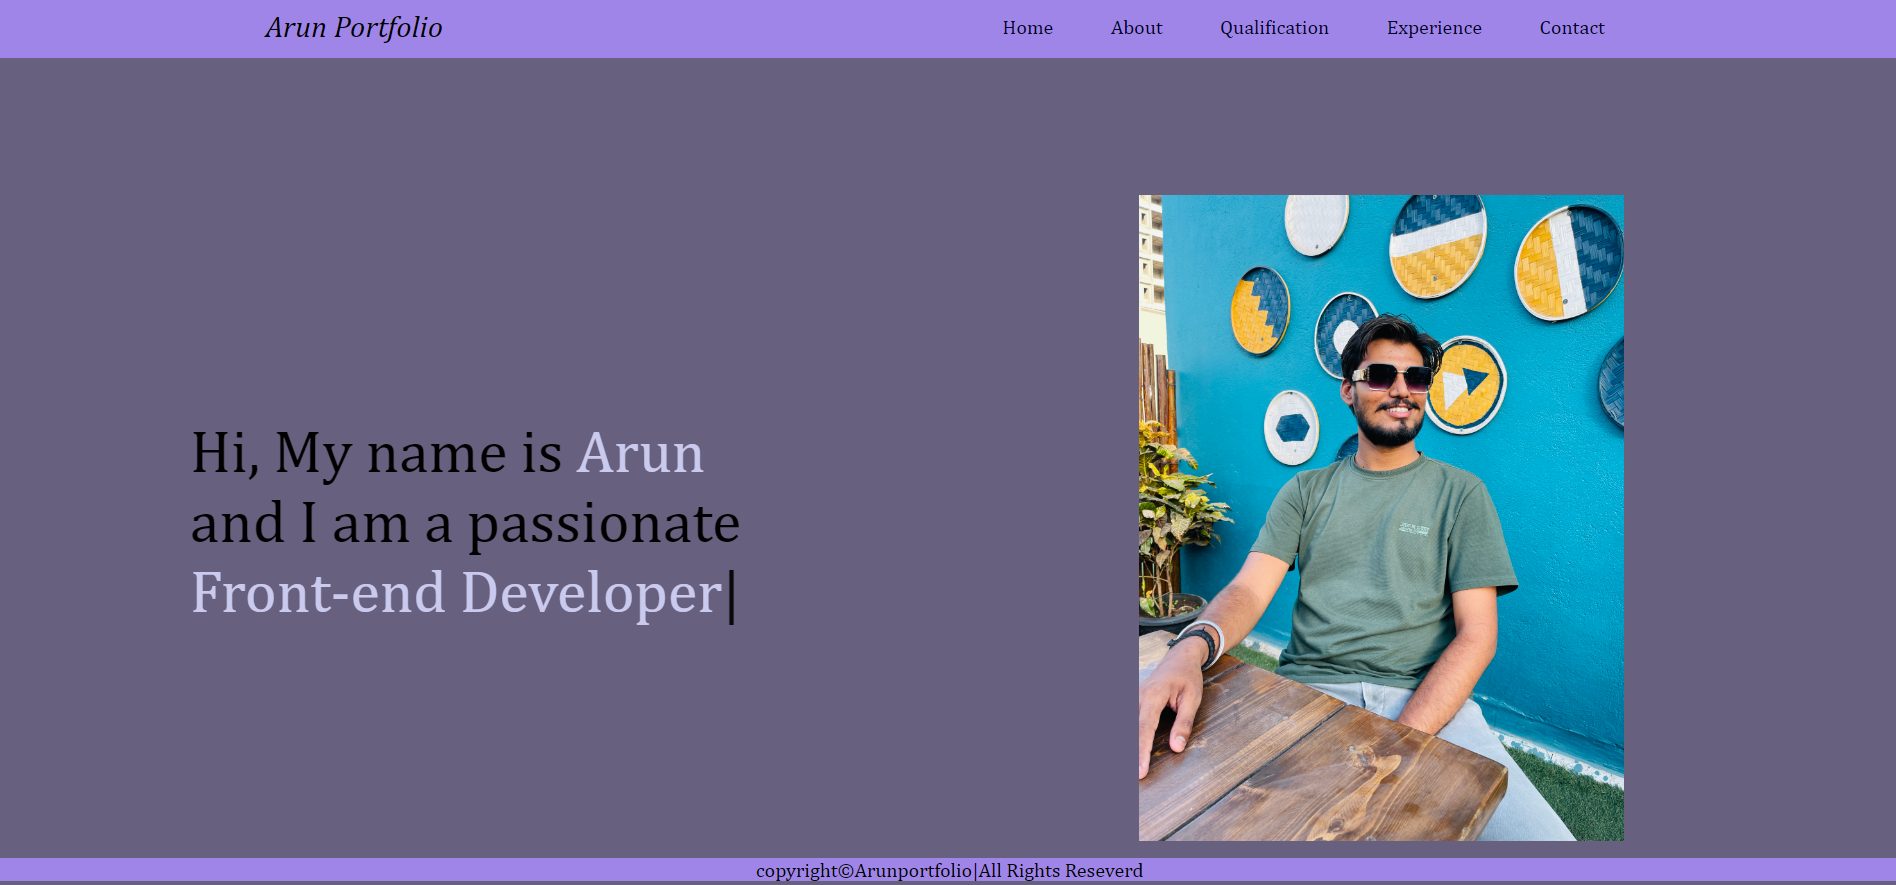 Arun Portfolio
Home About Qualification Experience Contact
Hi, My name is Arun
and I am a passionate
Front-end Developer|
copyright©Arunportfolio|All Rights Reseverd